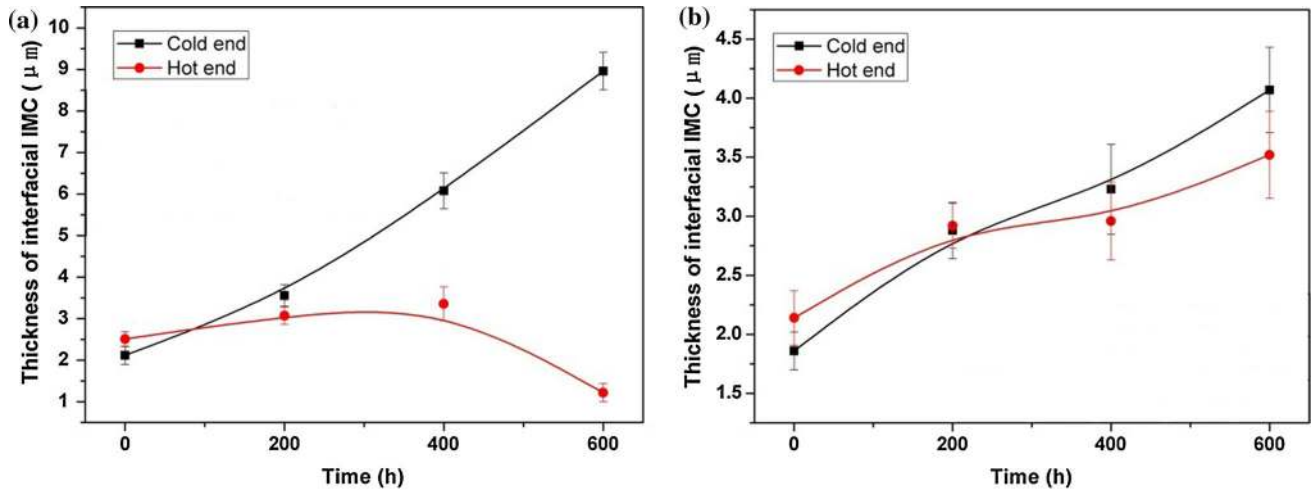 (a)
Thickness of interfacial IMC (μm)
10
9
8
7
6
5
4
3
2
1
Cold end
Hot end
0
200
400
600
Time (h)
(b)
Thickness of interfacial IMC (μm)
4.5
4.0
3.5
3.0
2.5
2.0
1.5
Cold end
Hot end
0
200
400
600
Time (h)